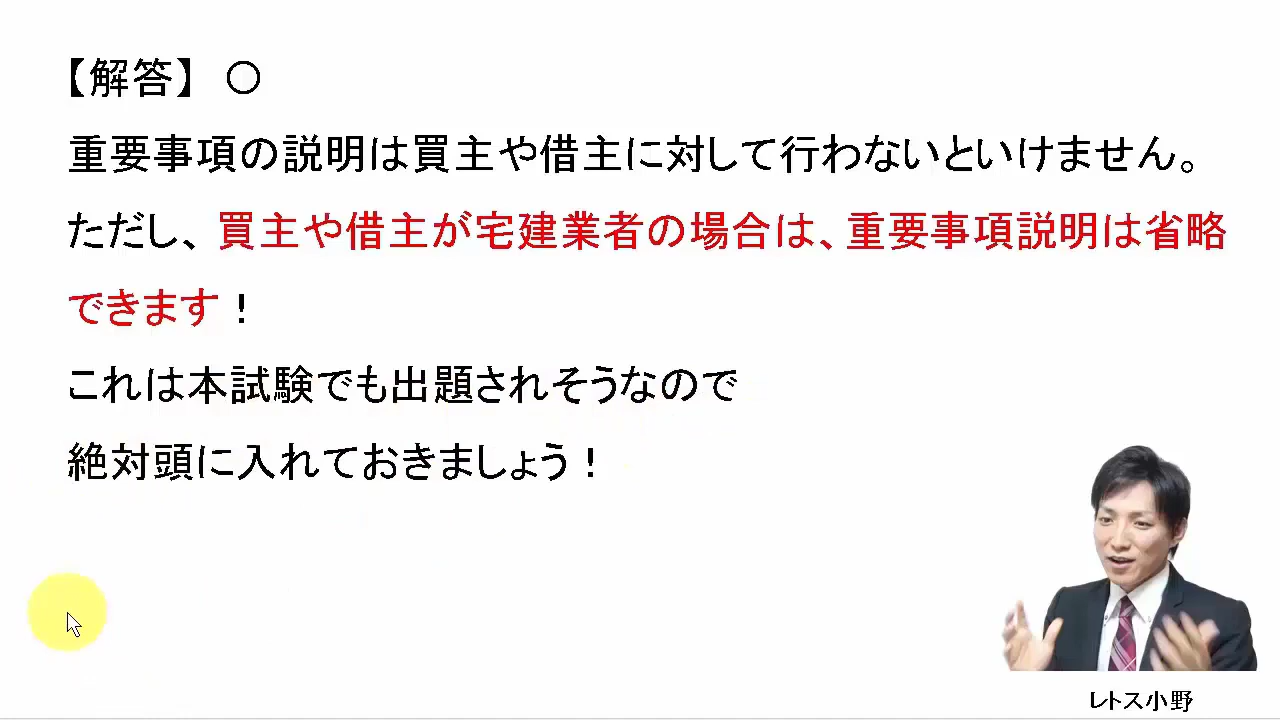 【解答】 〇
重要事項の説明は買主や借主に対して行わないといけません。
ただし、買主や借主が宅建業者の場合は、重要事項説明は省略
できます！
これは本試験でも出題されそうなので
絶対頭に入れておきましょう！
レトス小野